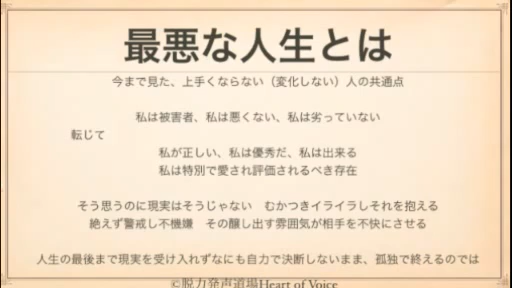 最悪な人生とは
今まで見た、上手くならない（変化しない）人の共通点
私は被害者、私は悪くない、私は劣っていない
転じて
私が正しい、私は優秀だ、私は出来る
私は特別で愛され評価されるべき存在
そう思うのに現実はそうじゃない　むかつきイライラしそれを抱える
絶えず警戒し不機嫌　その醸し出す雰囲気が相手を不快にさせる
人生の最後まで現実を受け入れずなにも自力で決断しないまま、孤独で終えるのでは
©脱力発声道場Heart of Voice